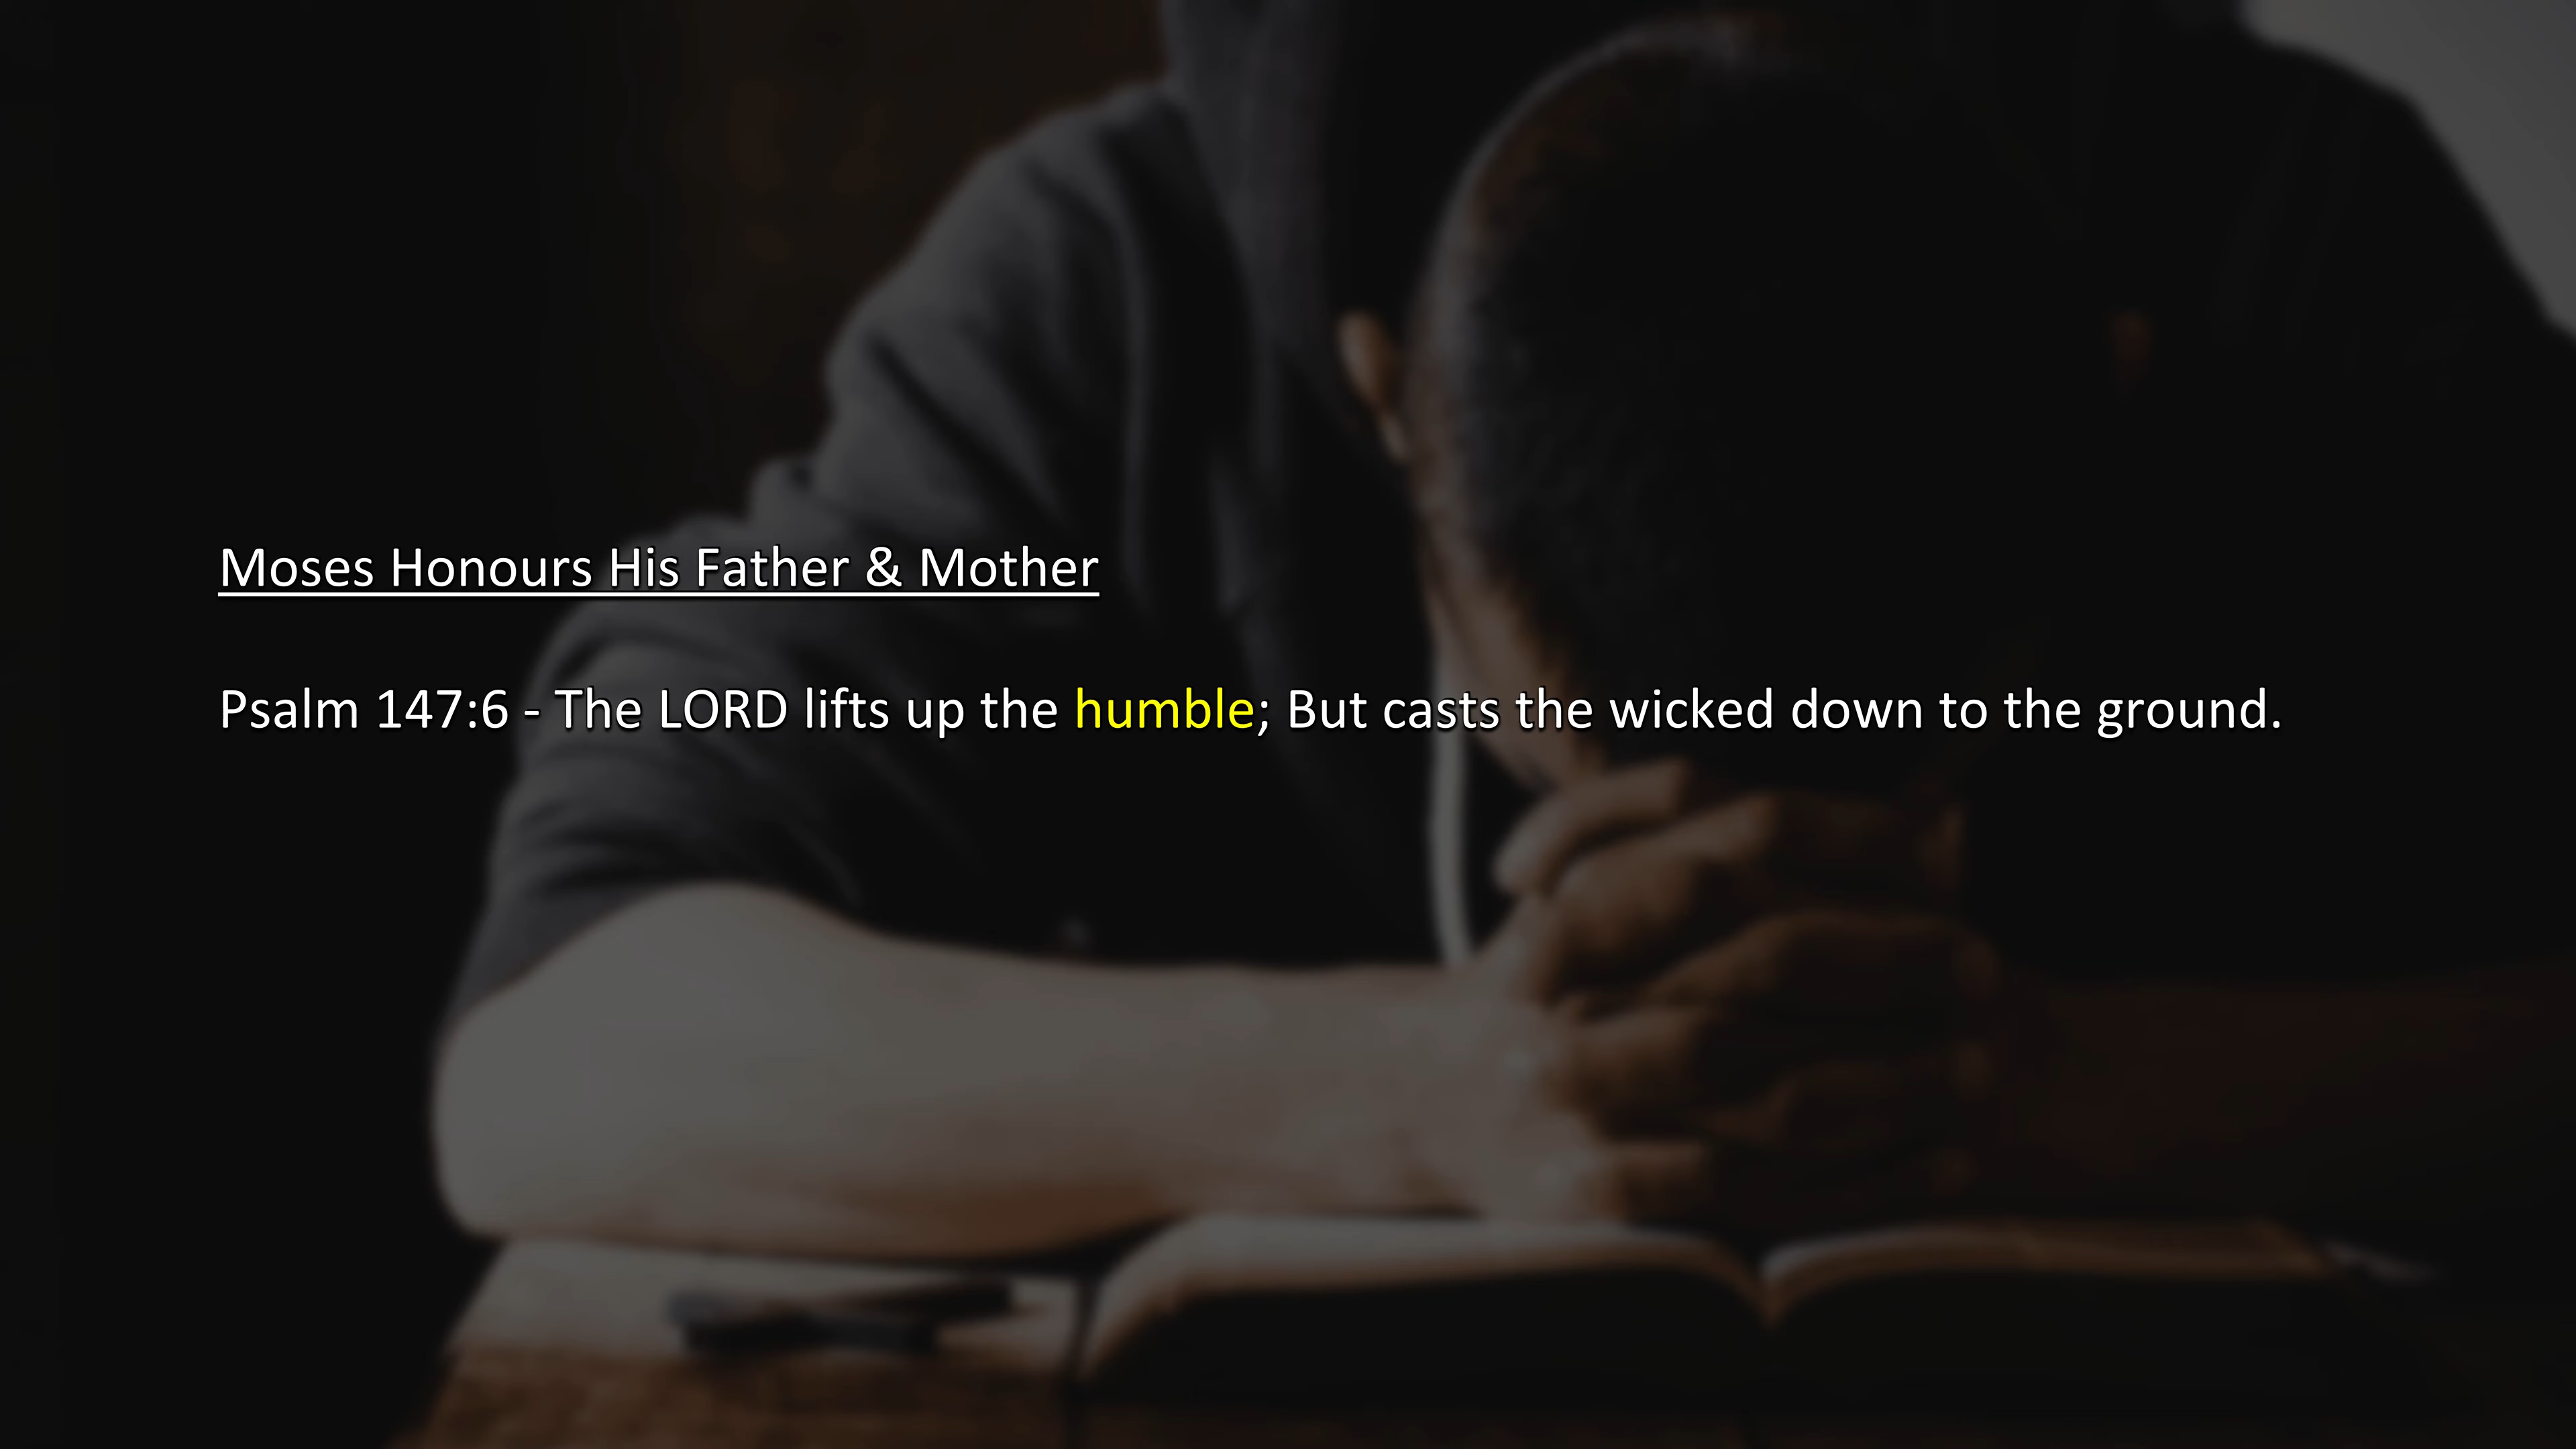 Moses Honours His Father & Mother
Psalm 147:6 - The LORD lifts up the humble; But casts the wicked down to the ground.